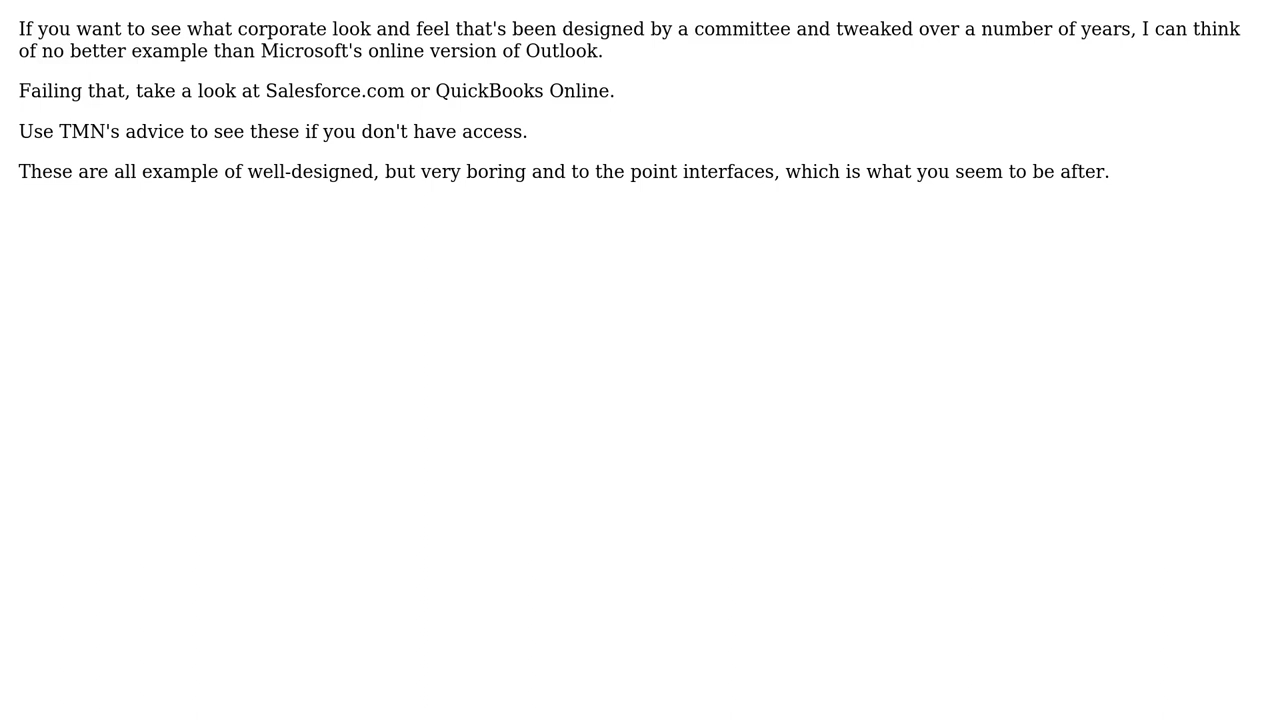 If you want to see what corporate look and feel that's been designed by a committee and tweaked over a number of years, I can think
of no better example than Microsoft's online version of Outlook.
Failing that, take a look at Salesforce.com or QuickBooks Online.
Use TMN's advice to see these if you don't have access.
These are all example of well-designed, but very boring and to the point interfaces, which is what you seem to be after.